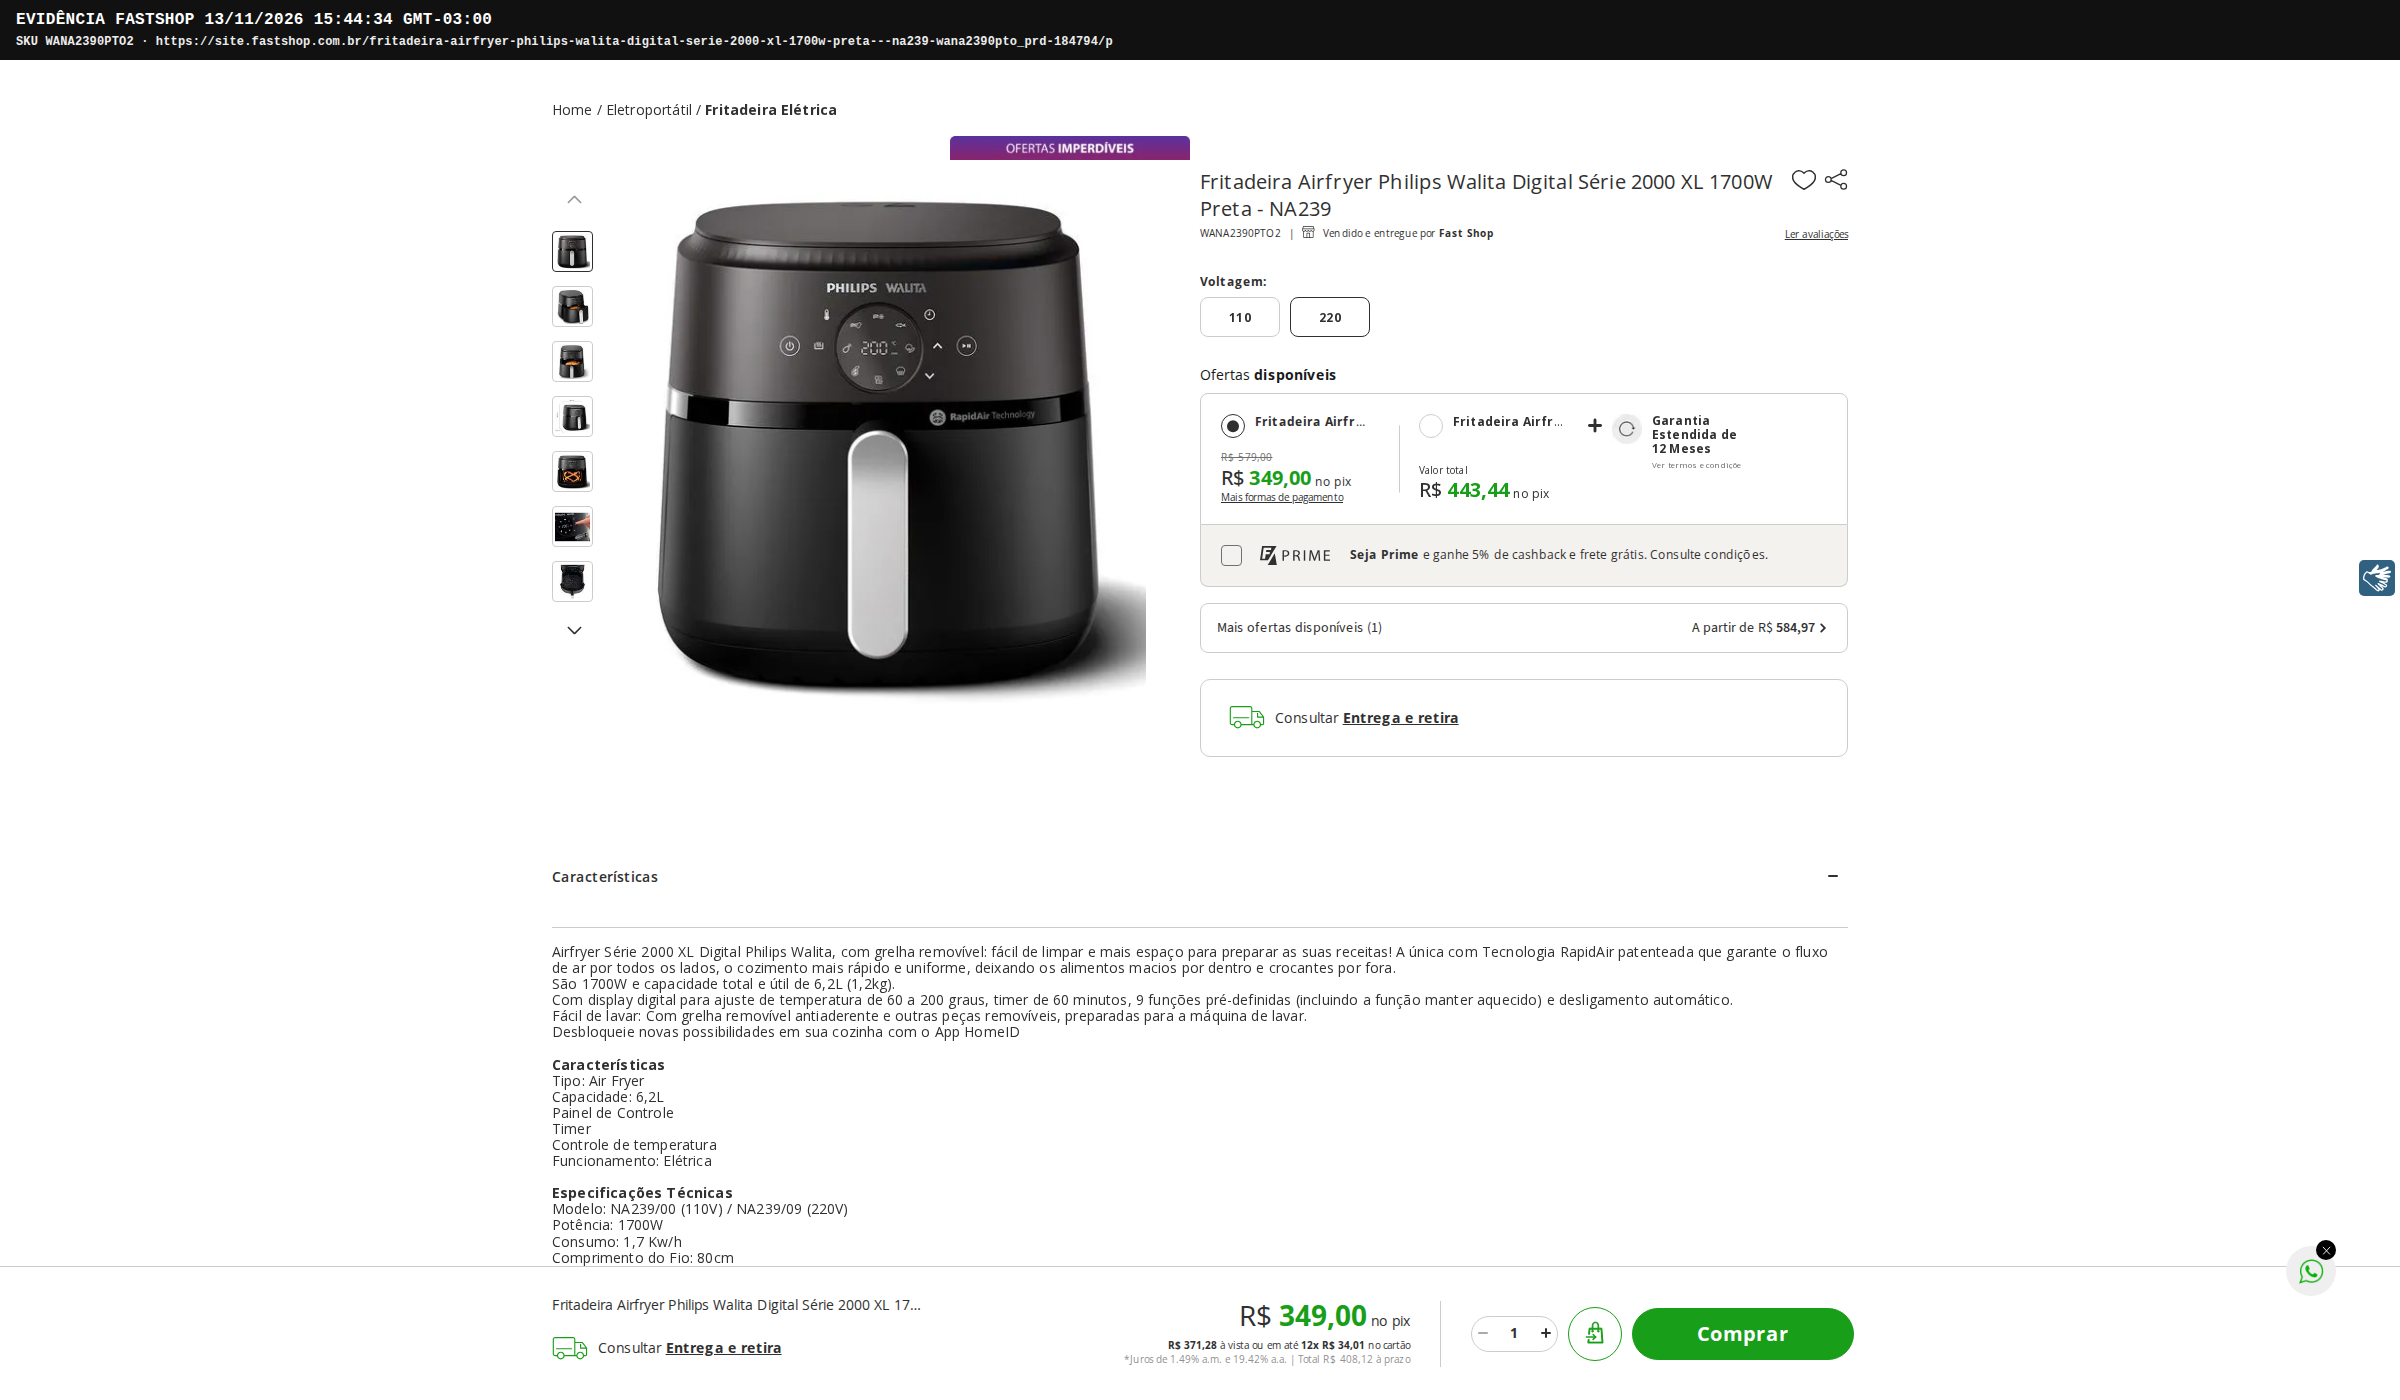 EVIDÊNCIA FASTSHOP 13/11/2026 15:44:34 GMT-03:00
SKU WANA2390PTO2 · https://site.fastshop.com.br/fritadeira-airfryer-philips-walita-digital-serie-2000-xl-1700w-preta---na239-wana2390pto_prd-184794/p
Home / Eletroportátil / Fritadeira Elétrica
OFERTAS IMPERDÍVEIS
Fritadeira Airfryer Philips Walita Digital Série 2000 XL 1700W
Preta - NA239
WANA2390PTO2 | Vendido e entregue por Fast Shop
Ler avaliações
PHILIPS WALITA
200
RapidAir Technology
Voltagem:
110
220
Ofertas disponíveis
Fritadeira Airfr...
R$ 579,00
R$ 349,00 no pix
Mais formas de pagamento
Fritadeira Airfr...
Valor total
R$ 443,44 no pix
+
Garantia
Estendida de
12 Meses
Ver termos e condiçõe
PRIME
Seja Prime e ganhe 5% de cashback e frete grátis. Consulte condições.
Mais ofertas disponíveis (1)
A partir de R$ 584,97
Consultar Entrega e retira
Características
Airfryer Série 2000 XL Digital Philips Walita, com grelha removível: fácil de limpar e mais espaço para preparar as suas receitas! A única com Tecnologia RapidAir patenteada que garante o fluxo
de ar por todos os lados, o cozimento mais rápido e uniforme, deixando os alimentos macios por dentro e crocantes por fora.
São 1700W e capacidade total e útil de 6,2L (1,2kg).
Com display digital para ajuste de temperatura de 60 a 200 graus, timer de 60 minutos, 9 funções pré-definidas (incluindo a função manter aquecido) e desligamento automático.
Fácil de lavar: Com grelha removível antiaderente e outras peças removíveis, preparadas para a máquina de lavar.
Desbloqueie novas possibilidades em sua cozinha com o App HomeID
Características
Tipo: Air Fryer
Capacidade: 6,2L
Painel de Controle
Timer
Controle de temperatura
Funcionamento: Elétrica
Especificações Técnicas
Modelo: NA239/00 (110V) / NA239/09 (220V)
Potência: 1700W
Consumo: 1,7 Kw/h
Comprimento do Fio: 80cm
Fritadeira Airfryer Philips Walita Digital Série 2000 XL 17...
Consultar Entrega e retira
R$ 349,00 no pix
R$ 371,28 à vista ou em até 12x R$ 34,01 no cartão
*Juros de 1.49% a.m. e 19.42% a.a. | Total R$ 408,12 à prazo
1
Comprar